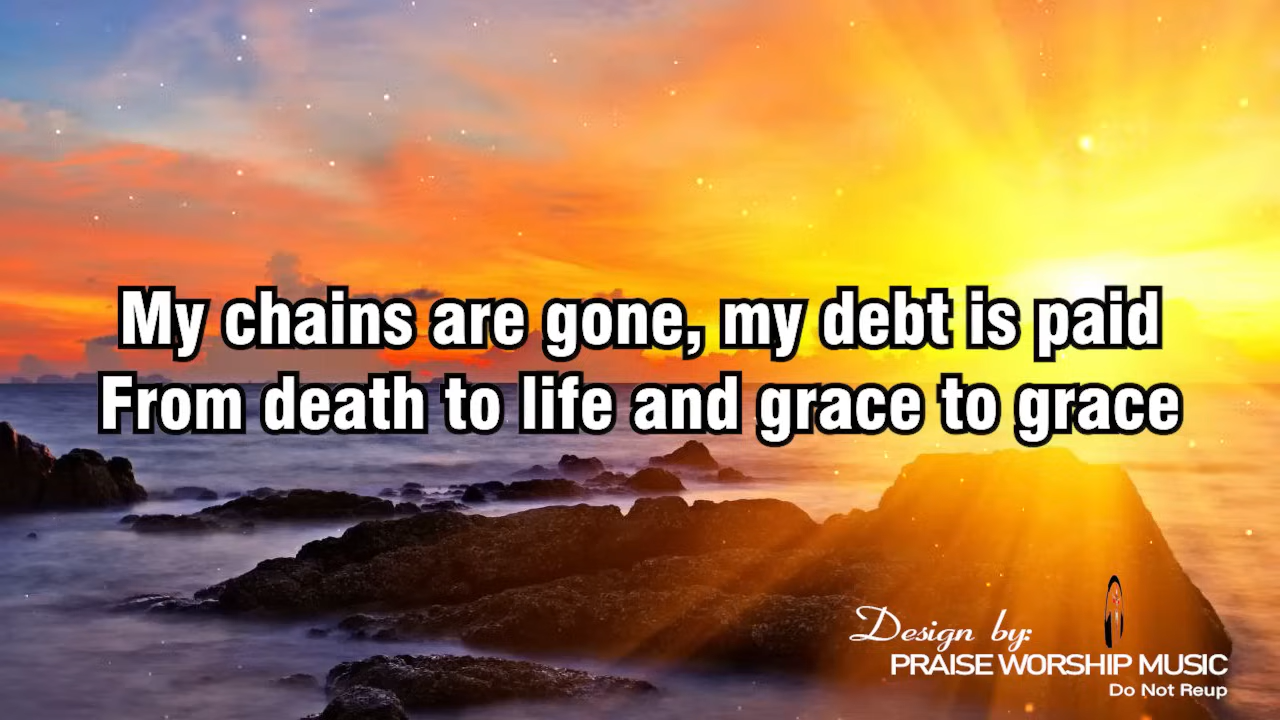 My chains are gone, my debt is paid
From death to life and grace to grace
Design by:
PRAISE WORSHIP MUSIC
Do Not Reup